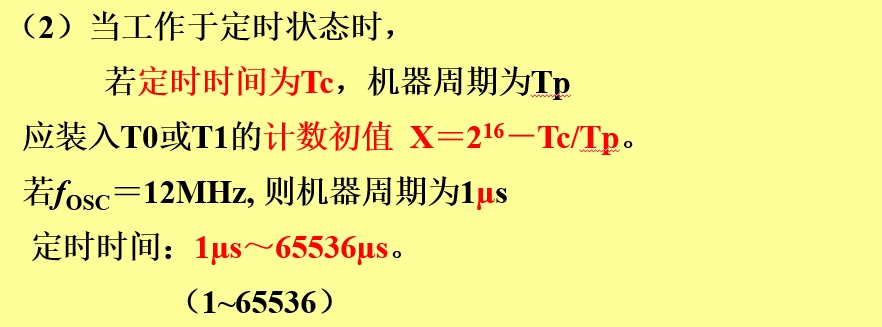 （2）当工作于定时状态时，
若定时时间为Tc，机器周期为Tp
应装入T0或T1的计数初值 X＝2¹⁶－Tc/Tp。
若fOSC＝12MHz, 则机器周期为1μs
定时时间：1μs～65536μs。
（1~65536）